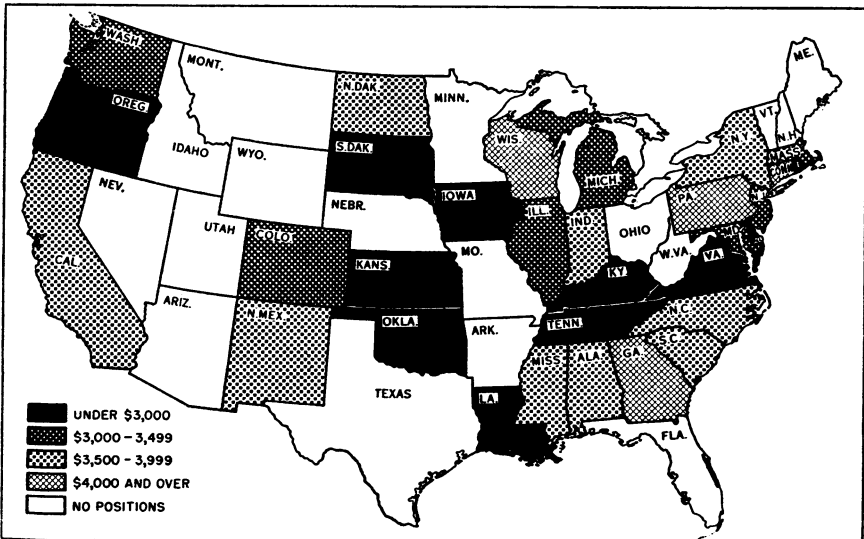 WASH.
MONT.
N.DAK.
MINN.
ME.
OREG.
VT.
N.H.
WIS.
N.Y.
IDAHO
WYO.
S.DAK.
MICH.
MASS.
NEV.
IOWA
PA.
N.J.
NEBR.
UTAH
COLO.
ILL.
IND.
OHIO
MD.
CAL.
KANS.
MO.
W.VA.
VA.
KY.
ARIZ.
N.MEX.
OKLA.
ARK.
TENN.
N.C.
S.C.
MISS.
ALA.
GA.
TEXAS
LA.
FLA.
UNDER $3,000
$3,000 – 3,499
$3,500 – 3,999
$4,000 AND OVER
NO POSITIONS